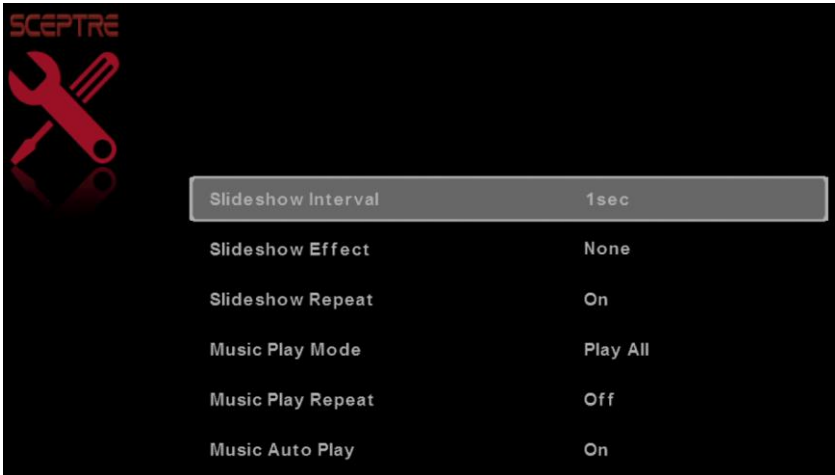 SCEPTRE
Slideshow Interval 1sec
Slideshow Effect None
Slideshow Repeat On
Music Play Mode Play All
Music Play Repeat Off
Music Auto Play On